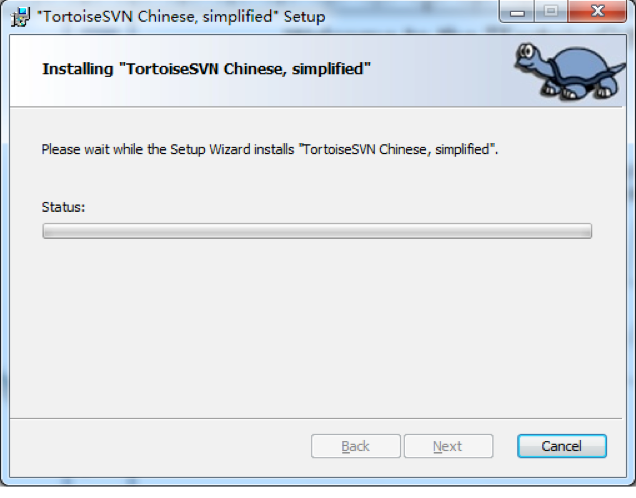 "TortoiseSVN Chinese, simplified" Setup
Installing "TortoiseSVN Chinese, simplified"
Please wait while the Setup Wizard installs "TortoiseSVN Chinese, simplified".
Status:
Back Next Cancel